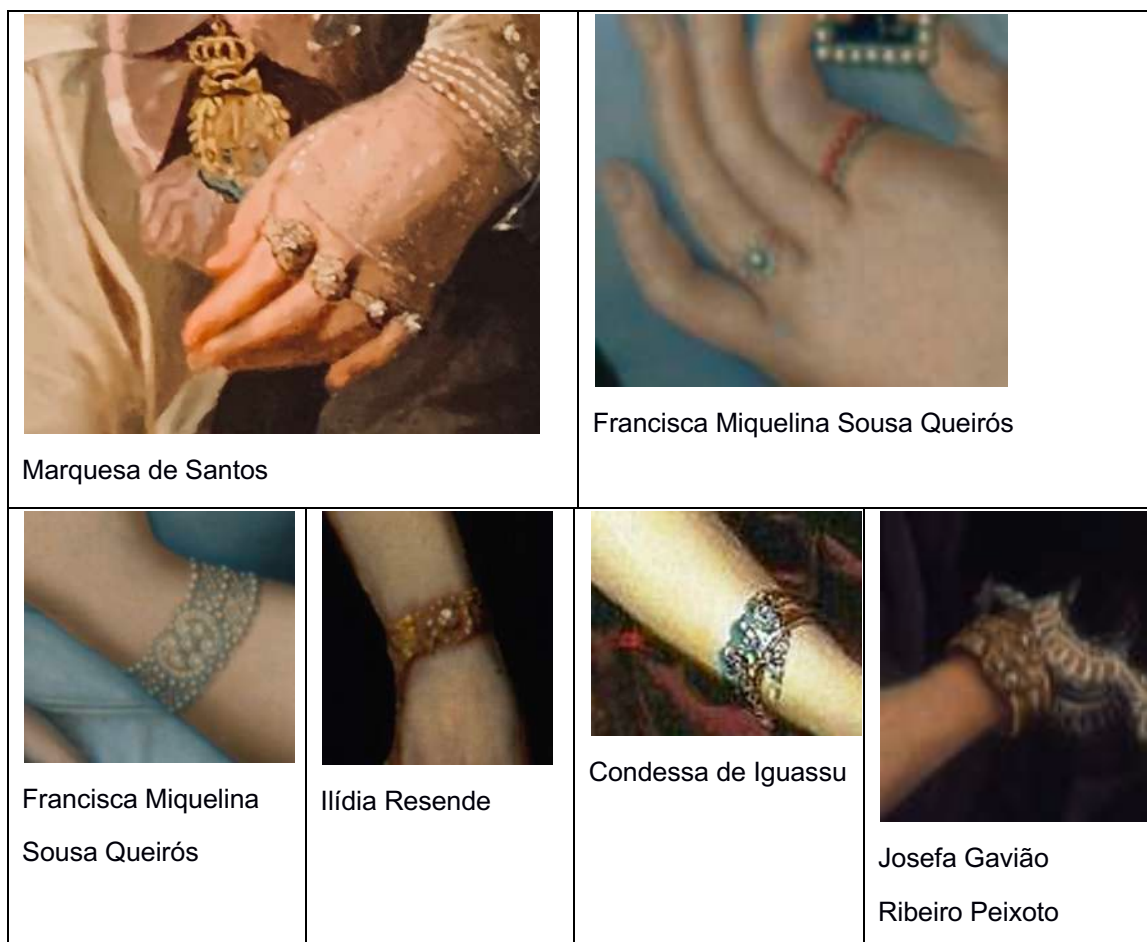 Marquesa de Santos
Francisca Miquelina Sousa Queirós
Francisca Miquelina
Sousa Queirós
Ilídia Resende
Condessa de Iguassu
Josefa Gavião
Ribeiro Peixoto